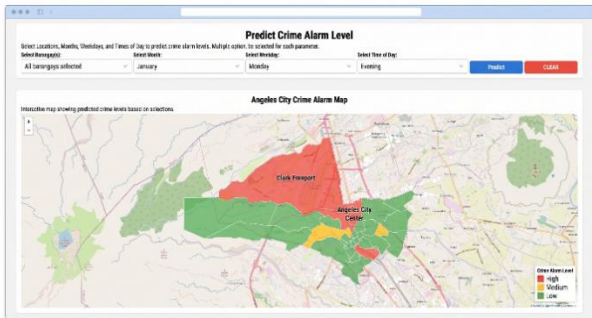 Predict Crime Alarm Level
Select Locations, Months, Weekdays, and Times of Day to predict crime alarm levels. Multiple option, be selected for each parameter.
Select Barangay(s):
Select Month:
Select Weekday:
Select Time of Day:
All barangays selected
January
Monday
Evening
Predict
CLEAR
Angeles City Crime Alarm Map
Interactive map showing predicted crime levels based on selections.
+
−
Clark Freeport
Angeles City
Center
Crime Alarm Level
High
Medium
Low